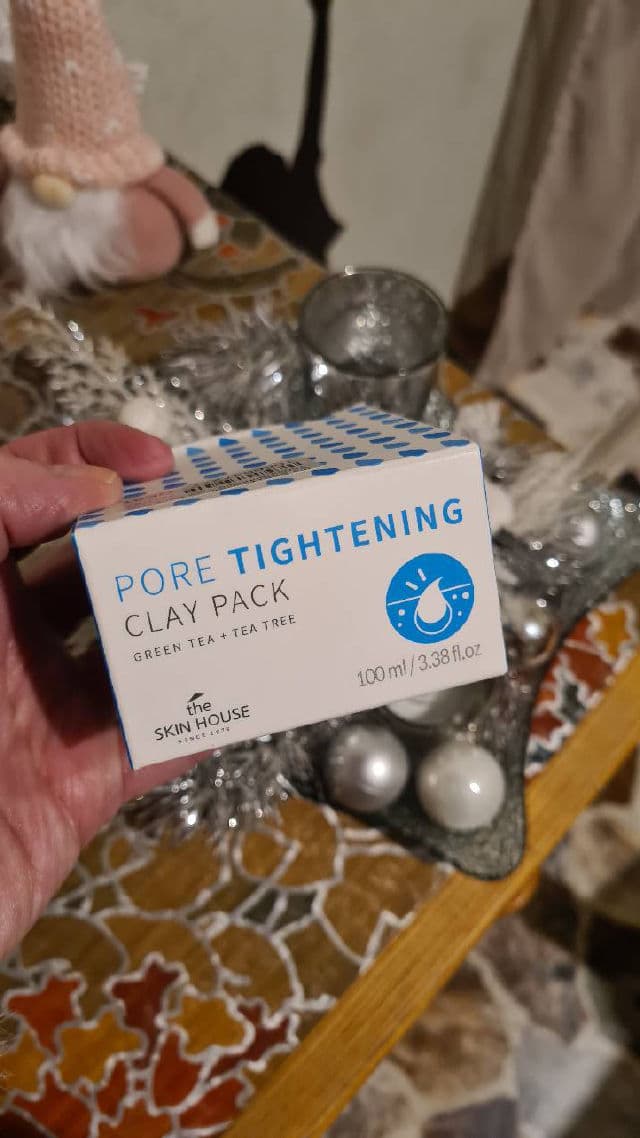 PORE TIGHTENING
CLAY PACK
GREEN TEA + TEA TREE
100 ml / 3.38 fl.oz
the
SKIN HOUSE